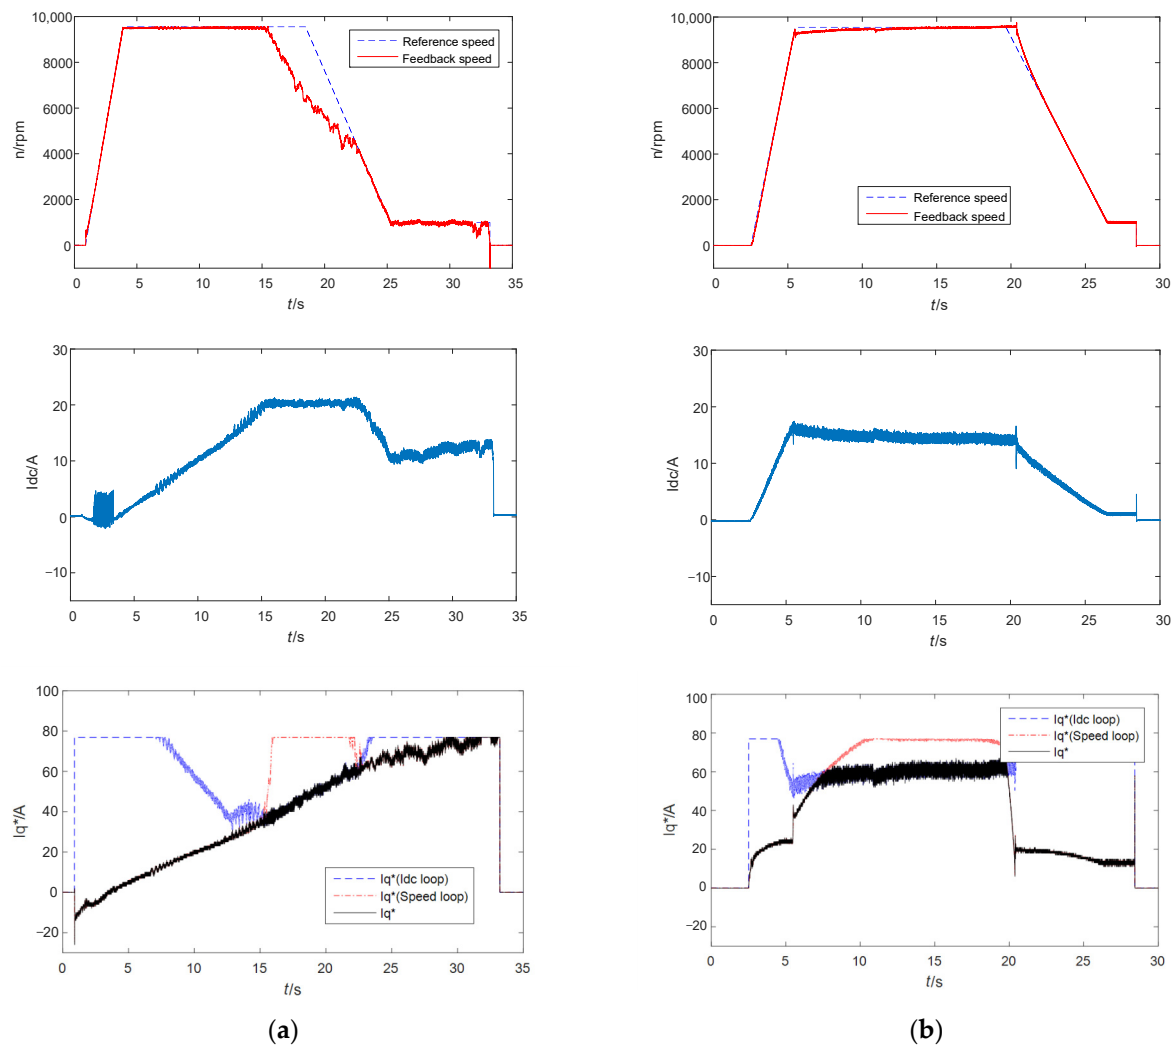 10,000
8000
6000
4000
2000
0
n/rpm
Reference speed
Feedback speed
0 5 10 15 20 25 30 35
t/s
10,000
8000
6000
4000
2000
0
n/rpm
Reference speed
Feedback speed
0 5 10 15 20 25 30
t/s
30
20
10
0
−10
Idc/A
0 5 10 15 20 25 30 35
t/s
30
20
10
0
−10
Idc/A
0 5 10 15 20 25 30
t/s
100
80
60
40
20
0
−20
Iq*/A
Iq*(Idc loop)
Iq*(Speed loop)
Iq*
0 5 10 15 20 25 30 35
t/s
100
80
60
40
20
0
−20
Iq*/A
Iq*(Idc loop)
Iq*(Speed loop)
Iq*
0 5 10 15 20 25 30
t/s
(a)
(b)